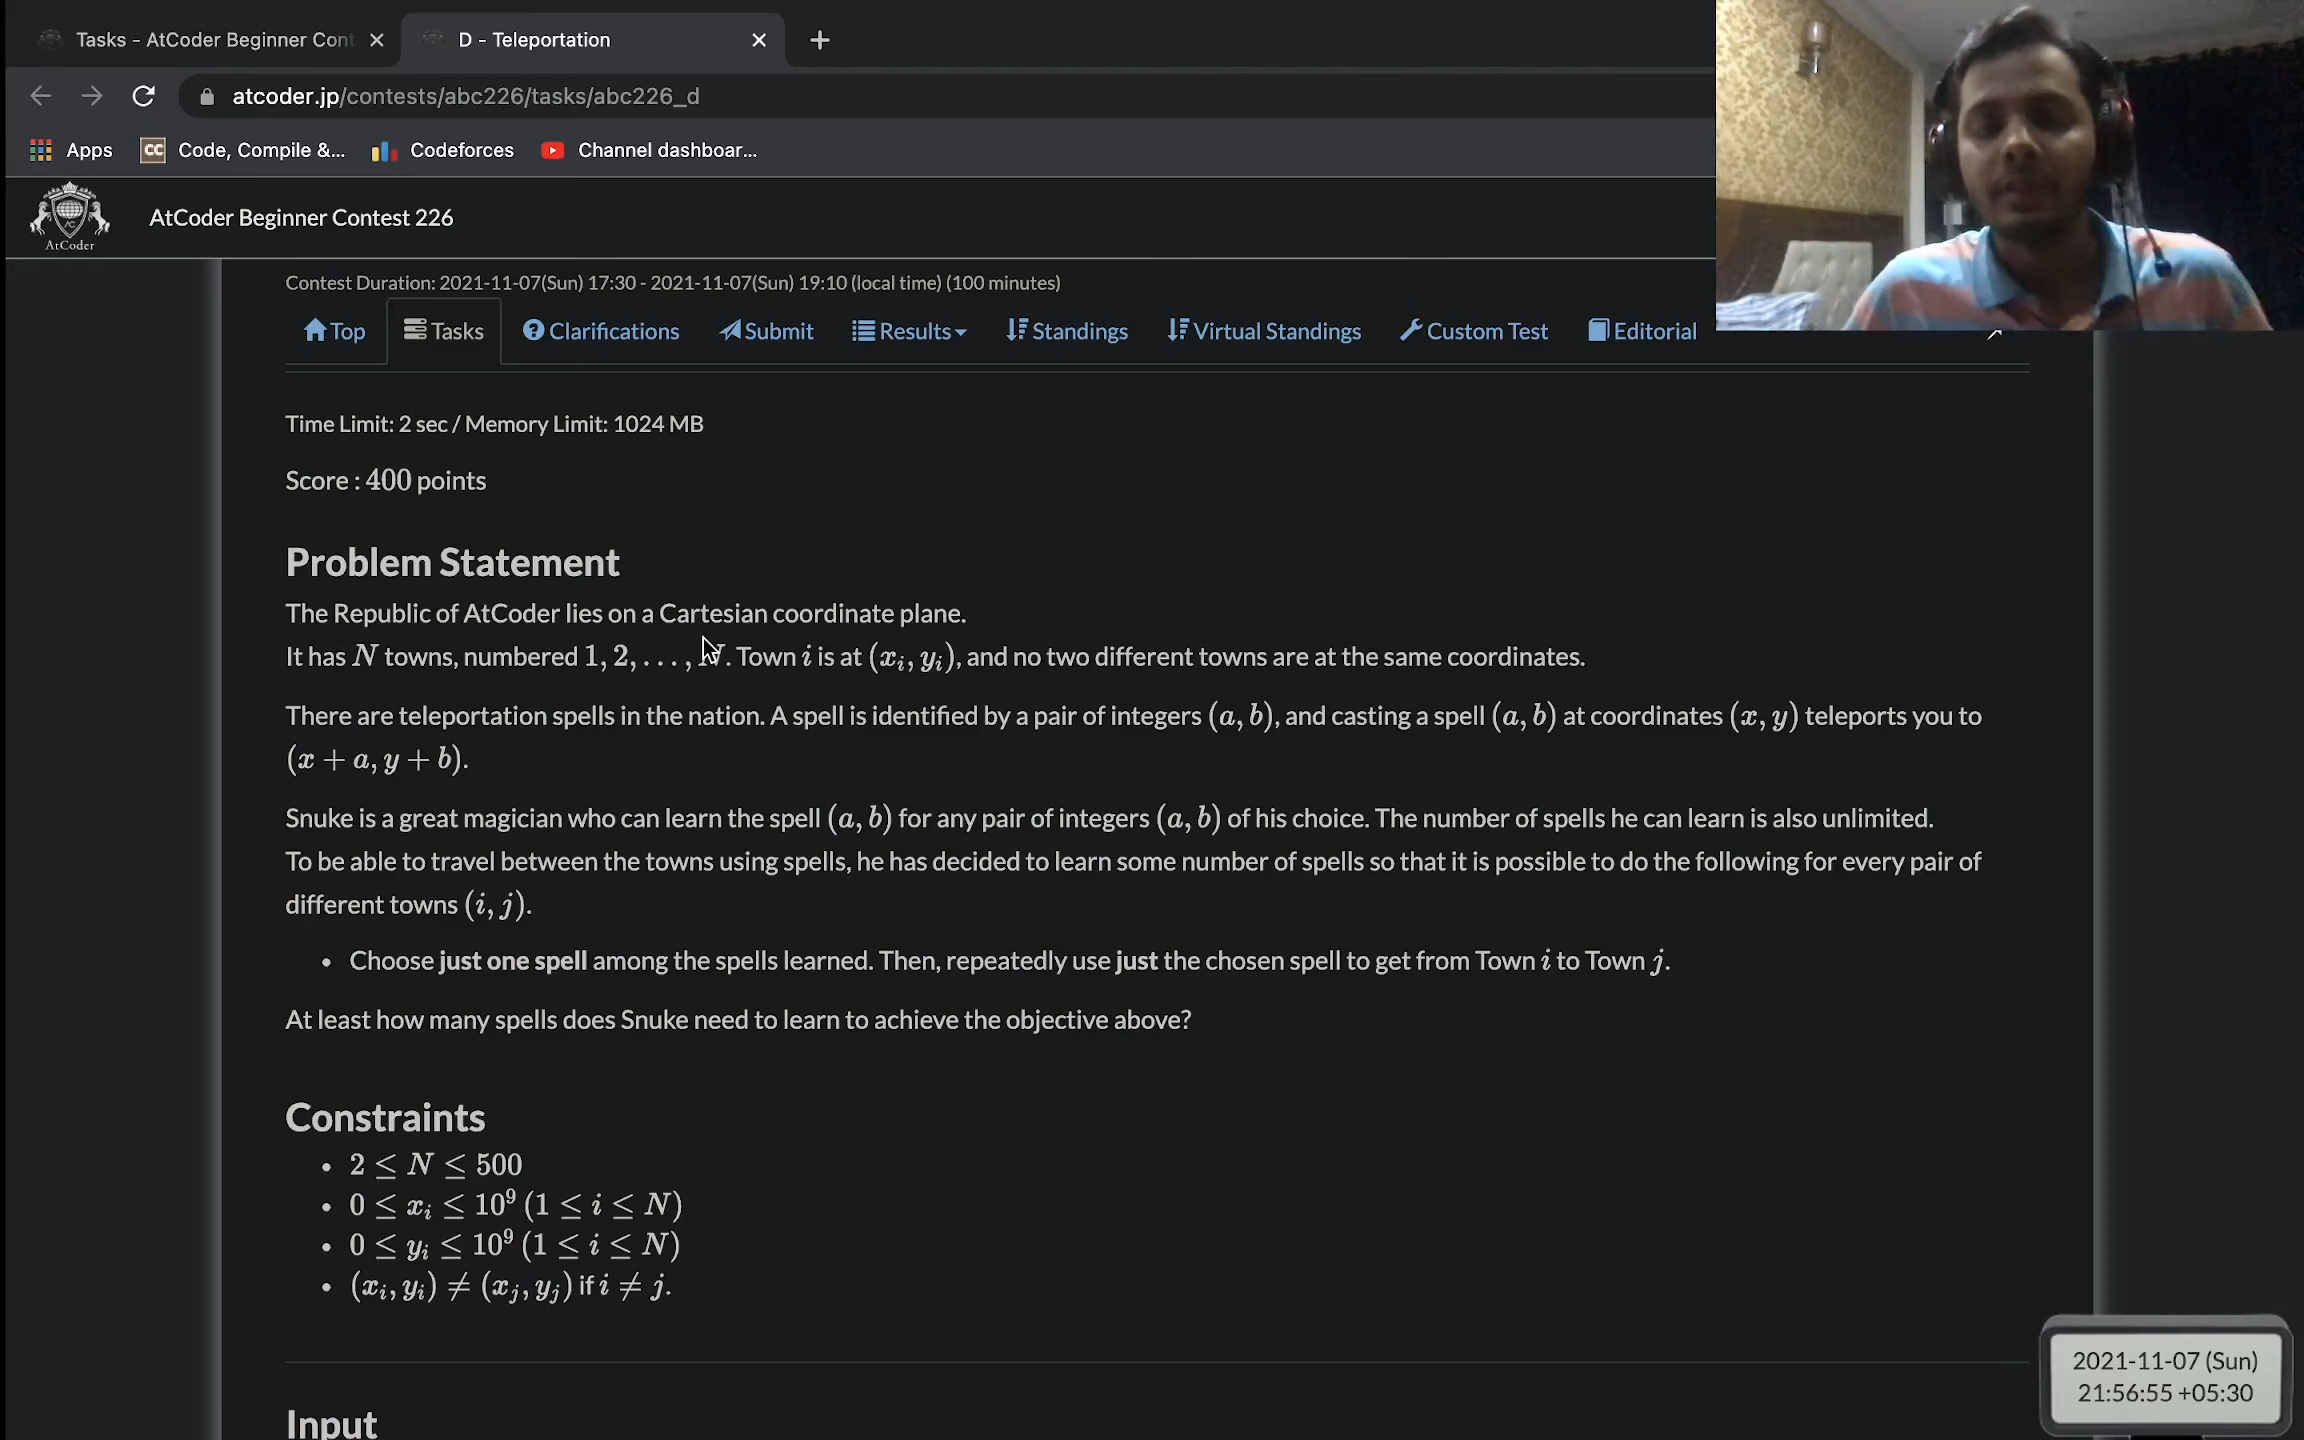 Tasks - AtCoder Beginner Cont
D - Teleportation
atcoder.jp/contests/abc226/tasks/abc226_d
Apps
CC Code, Compile &...
Codeforces
Channel dashboar...
AtCoder
AtCoder Beginner Contest 226
Contest Duration: 2021-11-07(Sun) 17:30 - 2021-11-07(Sun) 19:10 (local time) (100 minutes)
Top
Tasks
Clarifications
Submit
Results
Standings
Virtual Standings
Custom Test
Editorial
Time Limit: 2 sec / Memory Limit: 1024 MB
Score : 400 points
Problem Statement
The Republic of AtCoder lies on a Cartesian coordinate plane.
It has N towns, numbered 1, 2, . . . , N. Town i is at (xᵢ, yᵢ), and no two different towns are at the same coordinates.
There are teleportation spells in the nation. A spell is identified by a pair of integers (a, b), and casting a spell (a, b) at coordinates (x, y) teleports you to
(x + a, y + b).
Snuke is a great magician who can learn the spell (a, b) for any pair of integers (a, b) of his choice. The number of spells he can learn is also unlimited.
To be able to travel between the towns using spells, he has decided to learn some number of spells so that it is possible to do the following for every pair of
different towns (i, j).
• Choose just one spell among the spells learned. Then, repeatedly use just the chosen spell to get from Town i to Town j.
At least how many spells does Snuke need to learn to achieve the objective above?
Constraints
• 2 ≤ N ≤ 500
• 0 ≤ xᵢ ≤ 10⁹ (1 ≤ i ≤ N)
• 0 ≤ yᵢ ≤ 10⁹ (1 ≤ i ≤ N)
• (xᵢ, yᵢ) ≠ (xⱼ, yⱼ) if i ≠ j.
Input
2021-11-07 (Sun)
21:56:55 +05:30